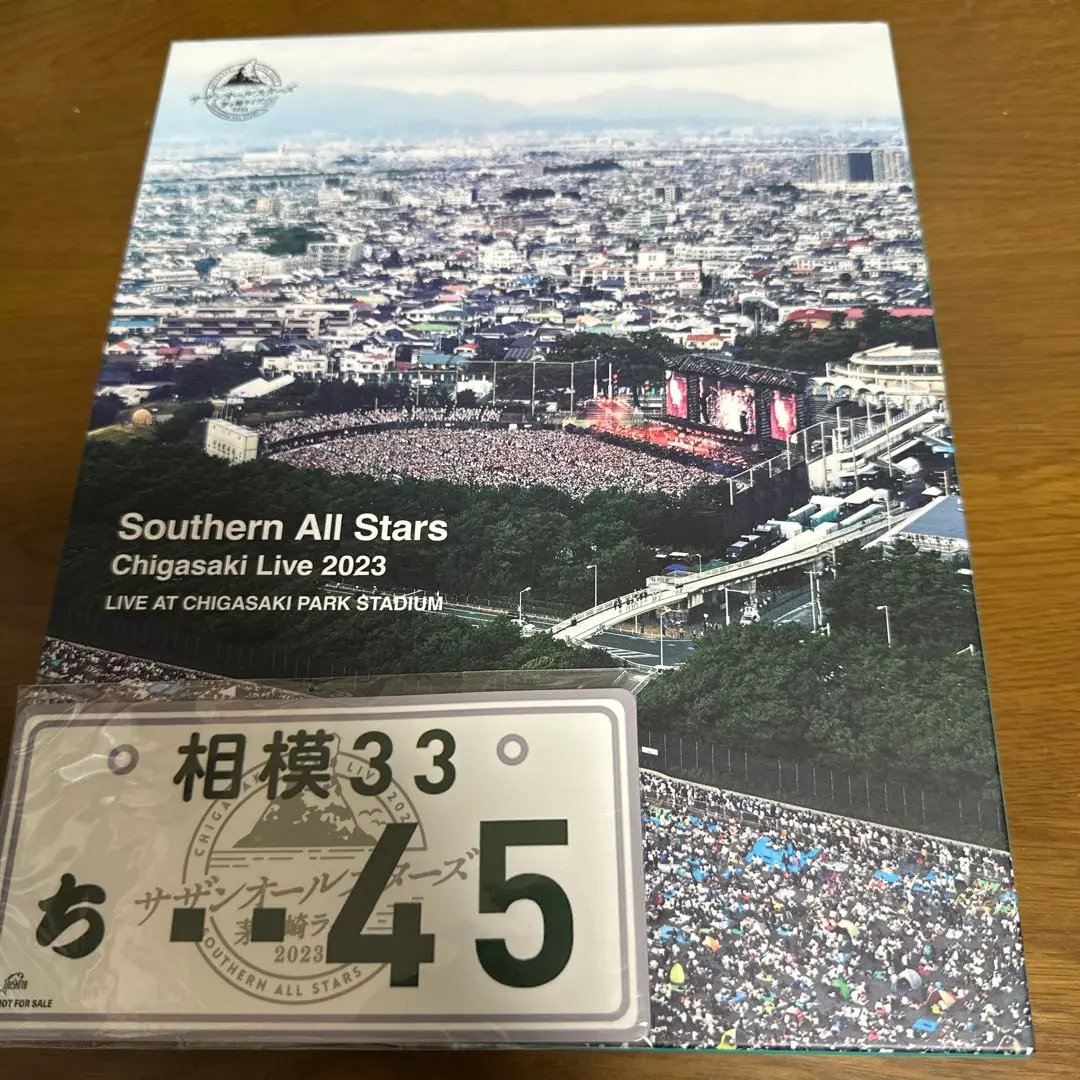 Southern All Stars
Chigasaki Live 2023
LIVE AT CHIGASAKI PARK STADIUM
相模33
ち ・・45
サザンオールスターズ
2023
SOUTHERN ALL STARS
NOT FOR SALE